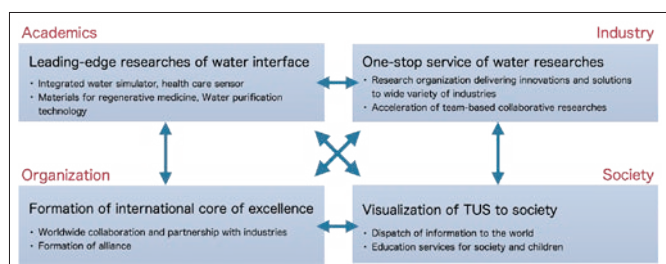 Academics
Leading-edge researches of water interface
・Integrated water simulator, health care sensor
・Materials for regenerative medicine, Water purification
technology
Industry
One-stop service of water researches
・Research organization delivering innovations and solutions
to wide variety of industries
・Acceleration of team-based collaborative researches
Organization
Formation of international core of excellence
・Worldwide collaboration and partnership with industries
・Formation of alliance
Society
Visualization of TUS to society
・Dispatch of information to the world
・Education services for society and children